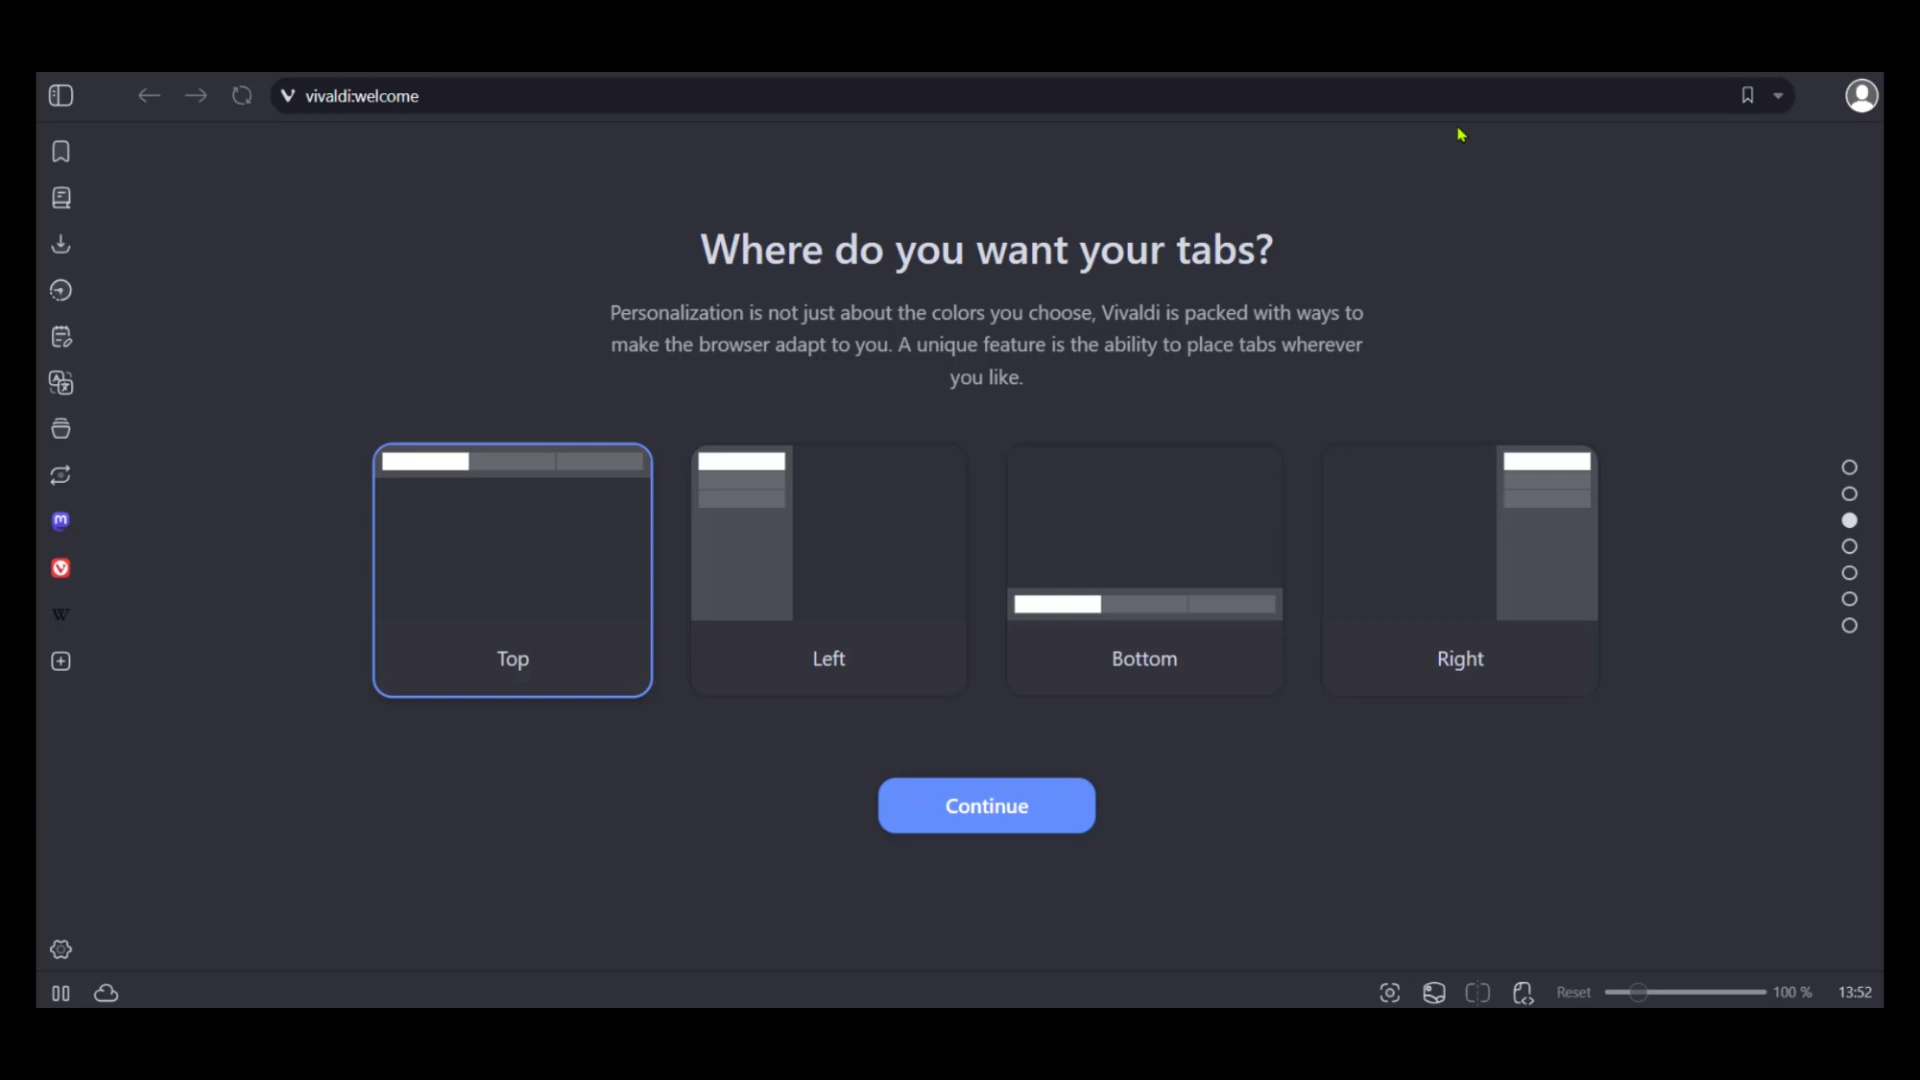 vivaldi:welcome
Where do you want your tabs?
Personalization is not just about the colors you choose, Vivaldi is packed with ways to
make the browser adapt to you. A unique feature is the ability to place tabs wherever
you like.
Top
Left
Bottom
Right
Continue
Reset 100 % 13:52